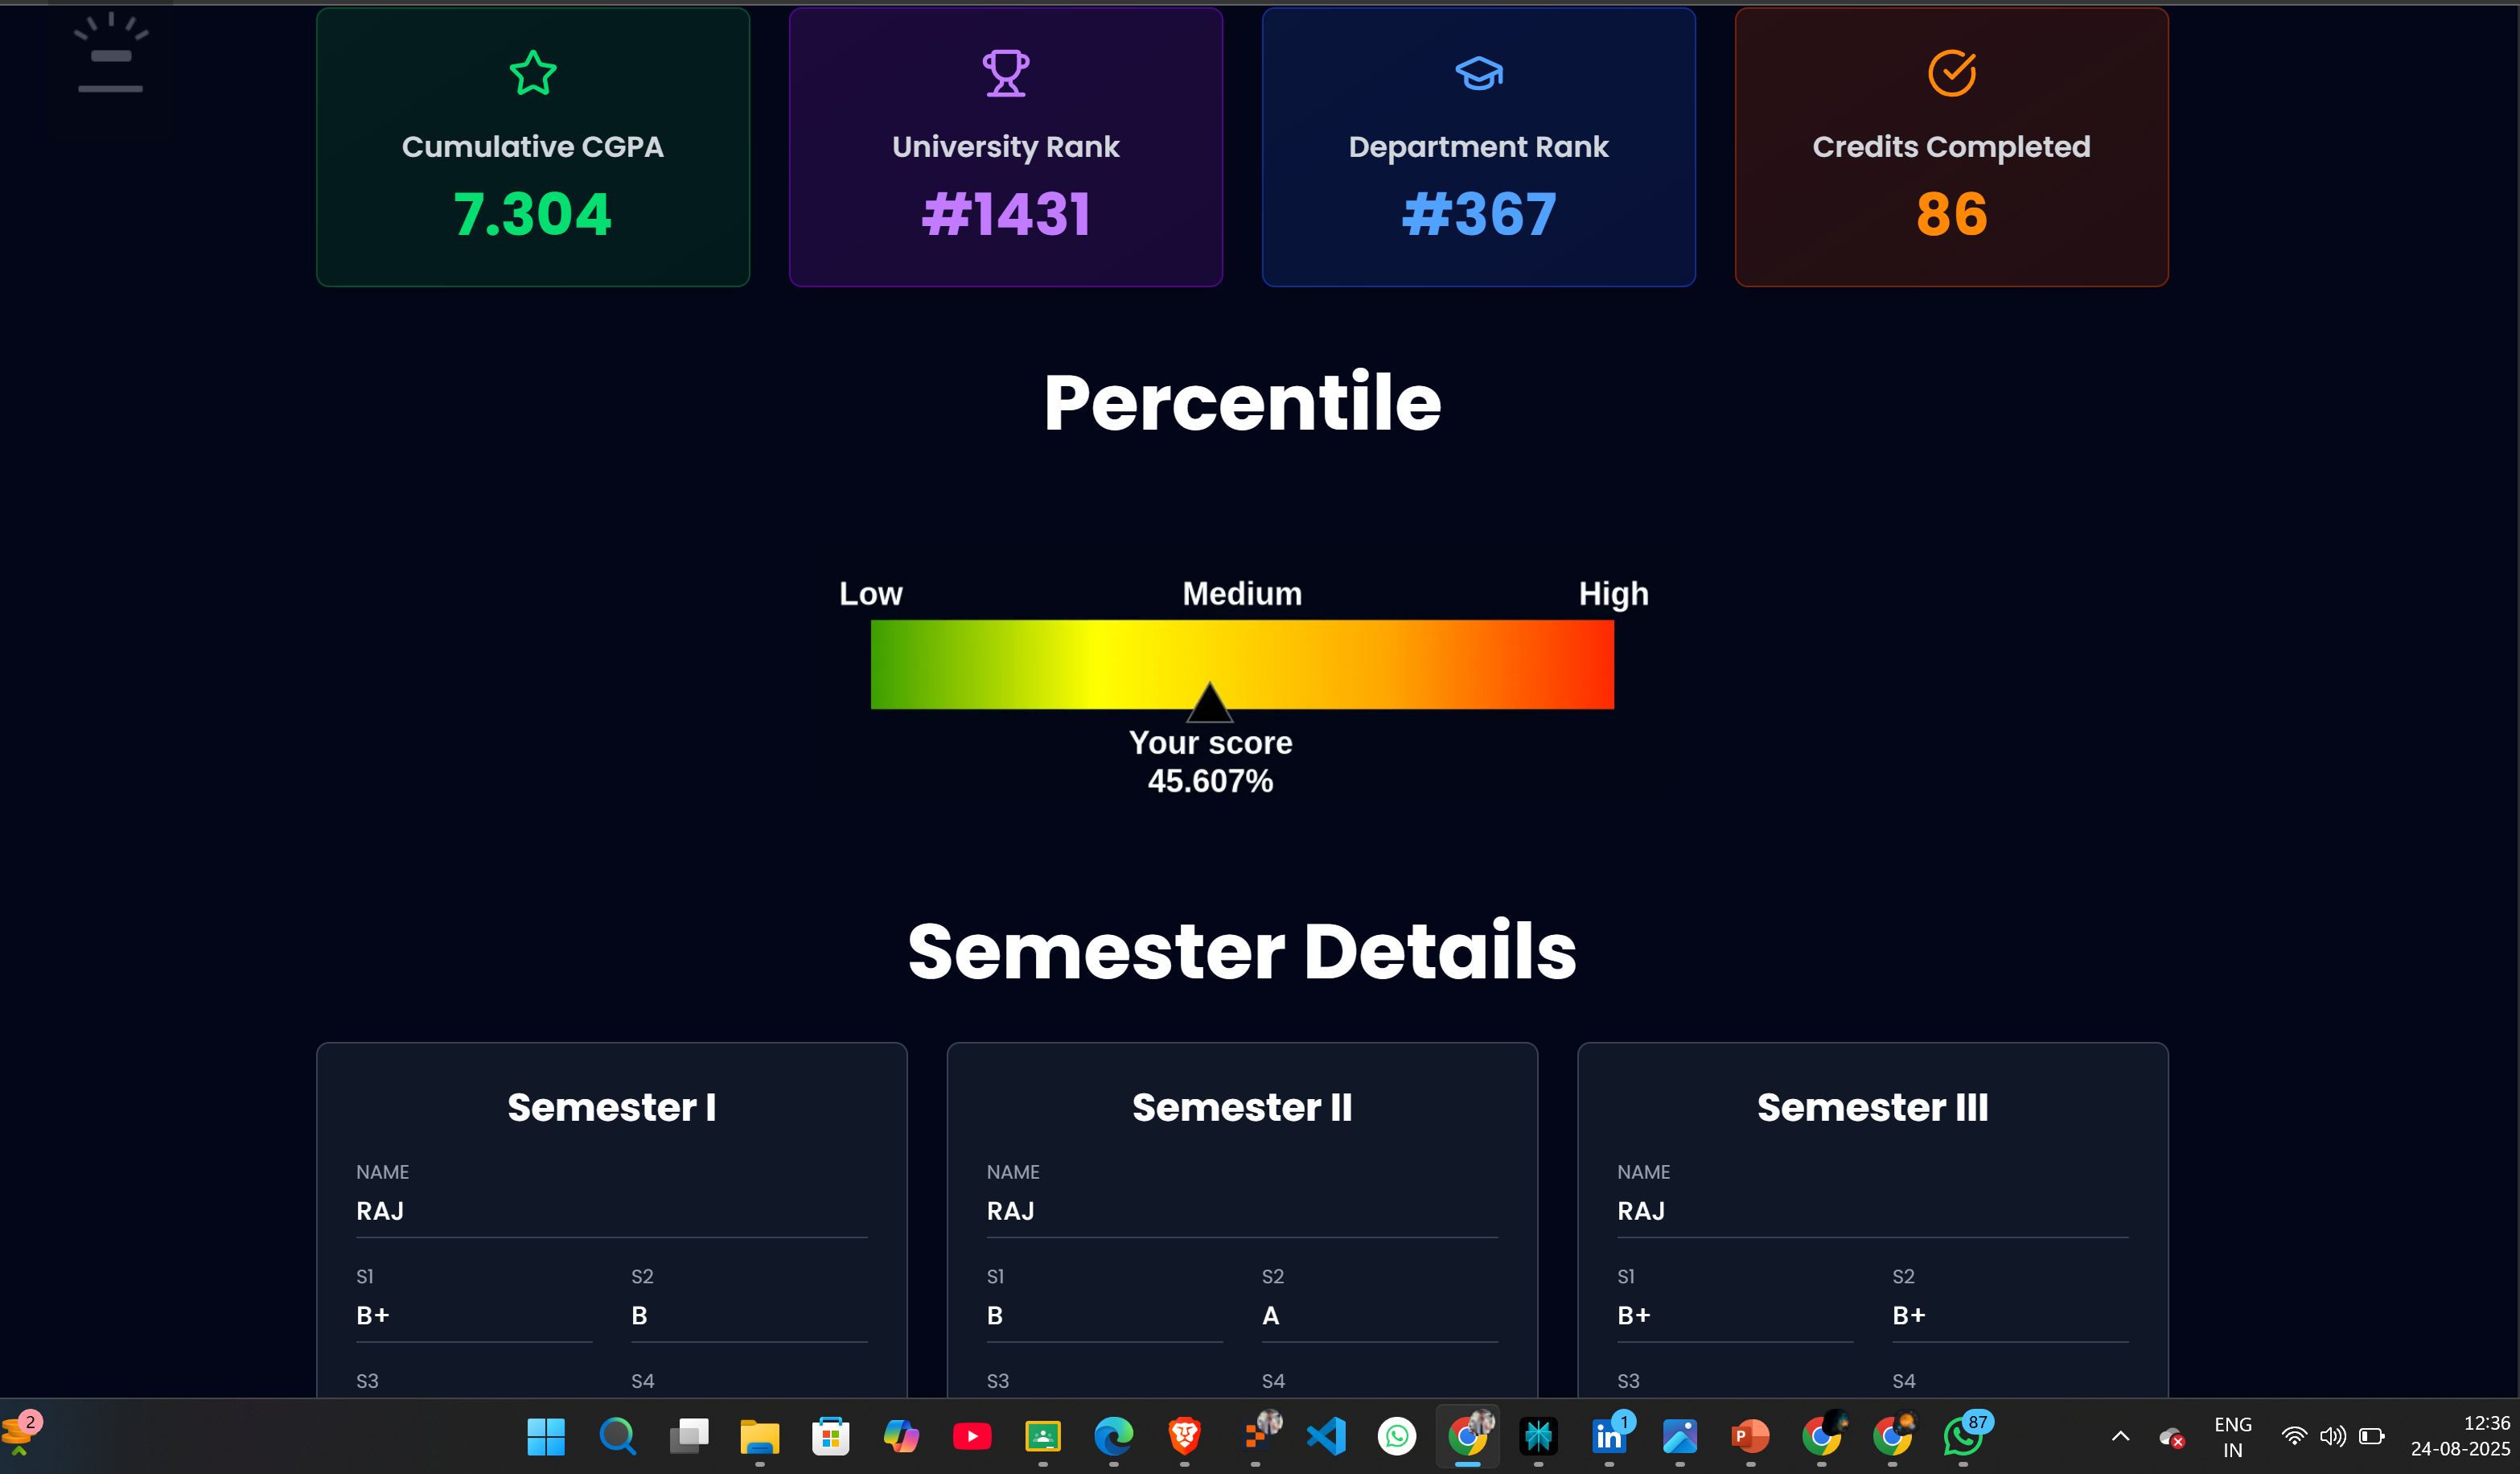 Cumulative CGPA
7.304
University Rank
#1431
Department Rank
#367
Credits Completed
86
Percentile
Low Medium High
Your score
45.607%
Semester Details
Semester I
NAME
RAJ
S1 S2
B+ B
S3 S4
Semester II
NAME
RAJ
S1 S2
B A
S3 S4
Semester III
NAME
RAJ
S1 S2
B+ B+
S3 S4
2
P
in
1
87
ENG
IN
12:36
24-08-2025